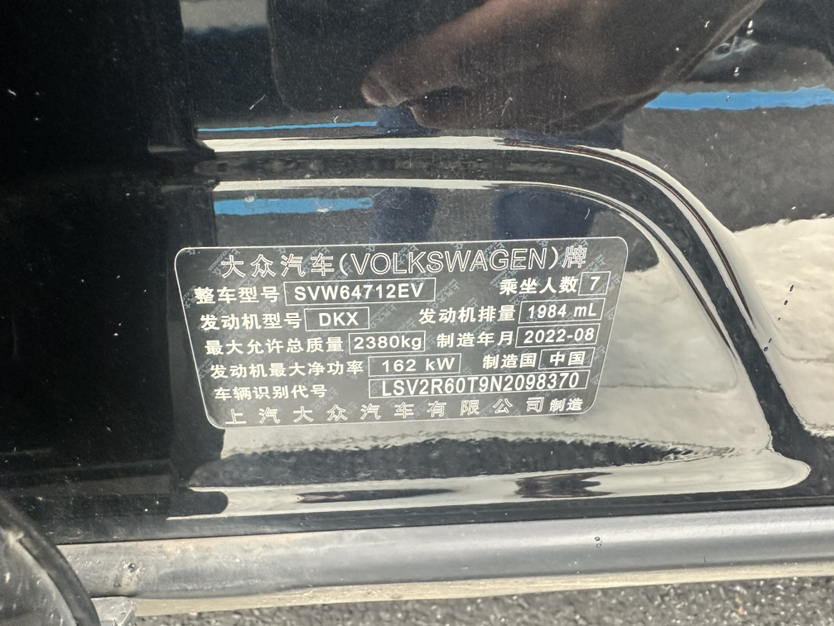 大众汽车(VOLKSWAGEN)牌
整车型号 SVW64712EV 乘坐人数 7
发动机型号 DKX 发动机排量 1984 mL
最大允许总质量 2380kg 制造年月 2022-08
发动机最大净功率 162 kW 制造国 中国
车辆识别代号 LSV2R60T9N2098370
上汽大众汽车有限公司制造